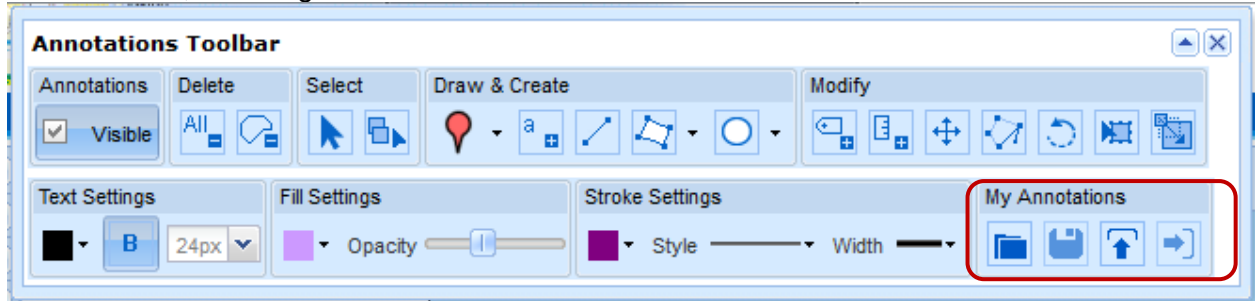 Annotations Toolbar
Annotations Delete Select Draw & Create Modify
Visible All a
Text Settings Fill Settings Stroke Settings My Annotations
B 24px Opacity Style Width